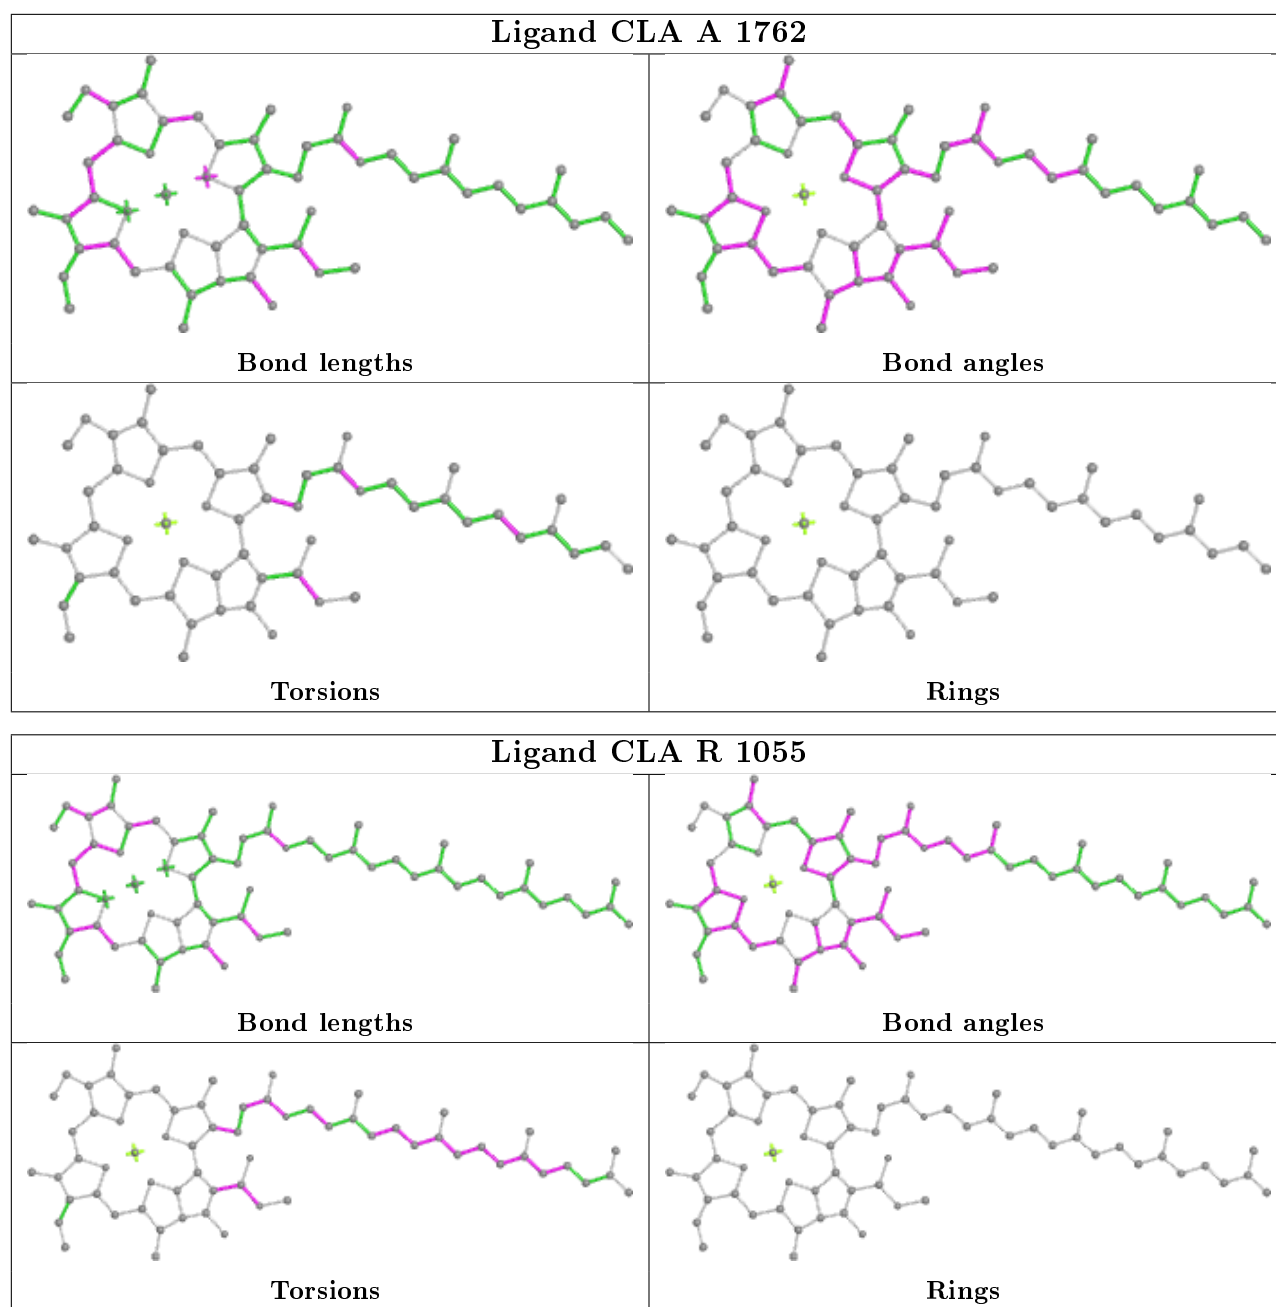 Ligand CLA A 1762
Bond lengths
Bond angles
Torsions
Rings
Ligand CLA R 1055
Bond lengths
Bond angles
Torsions
Rings